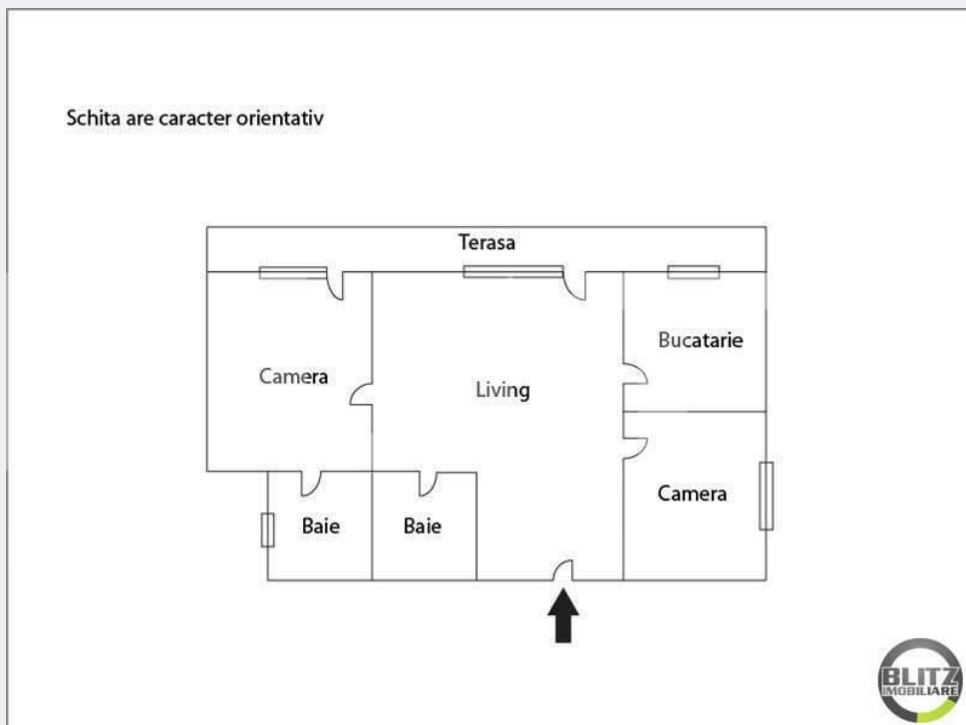 Schita are caracter orientativ
Terasa
Bucatarie
Camera
Living
Camera
Baie
Baie
BLITZ
IMOBILIARE